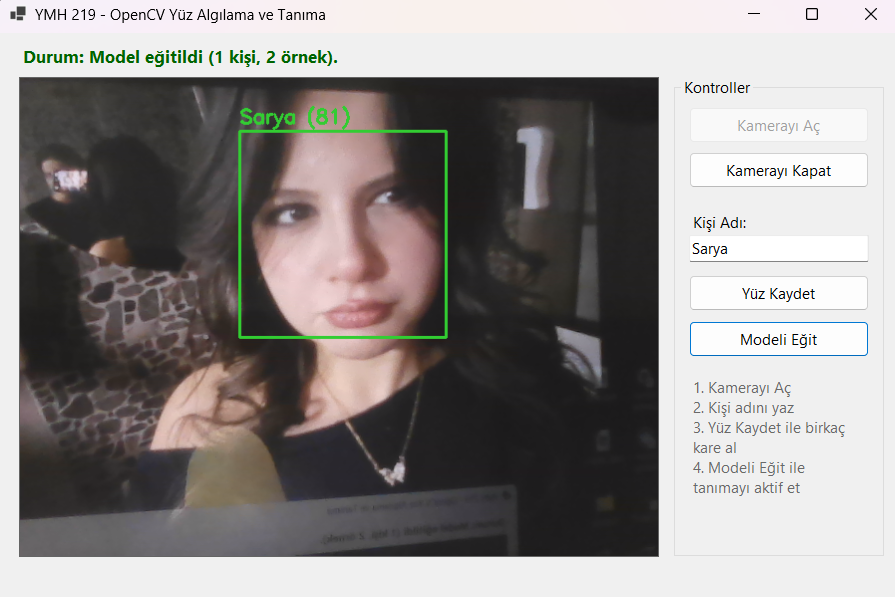 YMH 219 - OpenCV Yüz Algılama ve Tanıma
Durum: Model eğitildi (1 kişi, 2 örnek).
Sarya (81)
1
Kontroller
Kamerayı Aç
Kamerayı Kapat
Kişi Adı:
Sarya
Yüz Kaydet
Modeli Eğit
1. Kamerayı Aç
2. Kişi adını yaz
3. Yüz Kaydet ile birkaç
kare al
4. Modeli Eğit ile
tanımayı aktif et